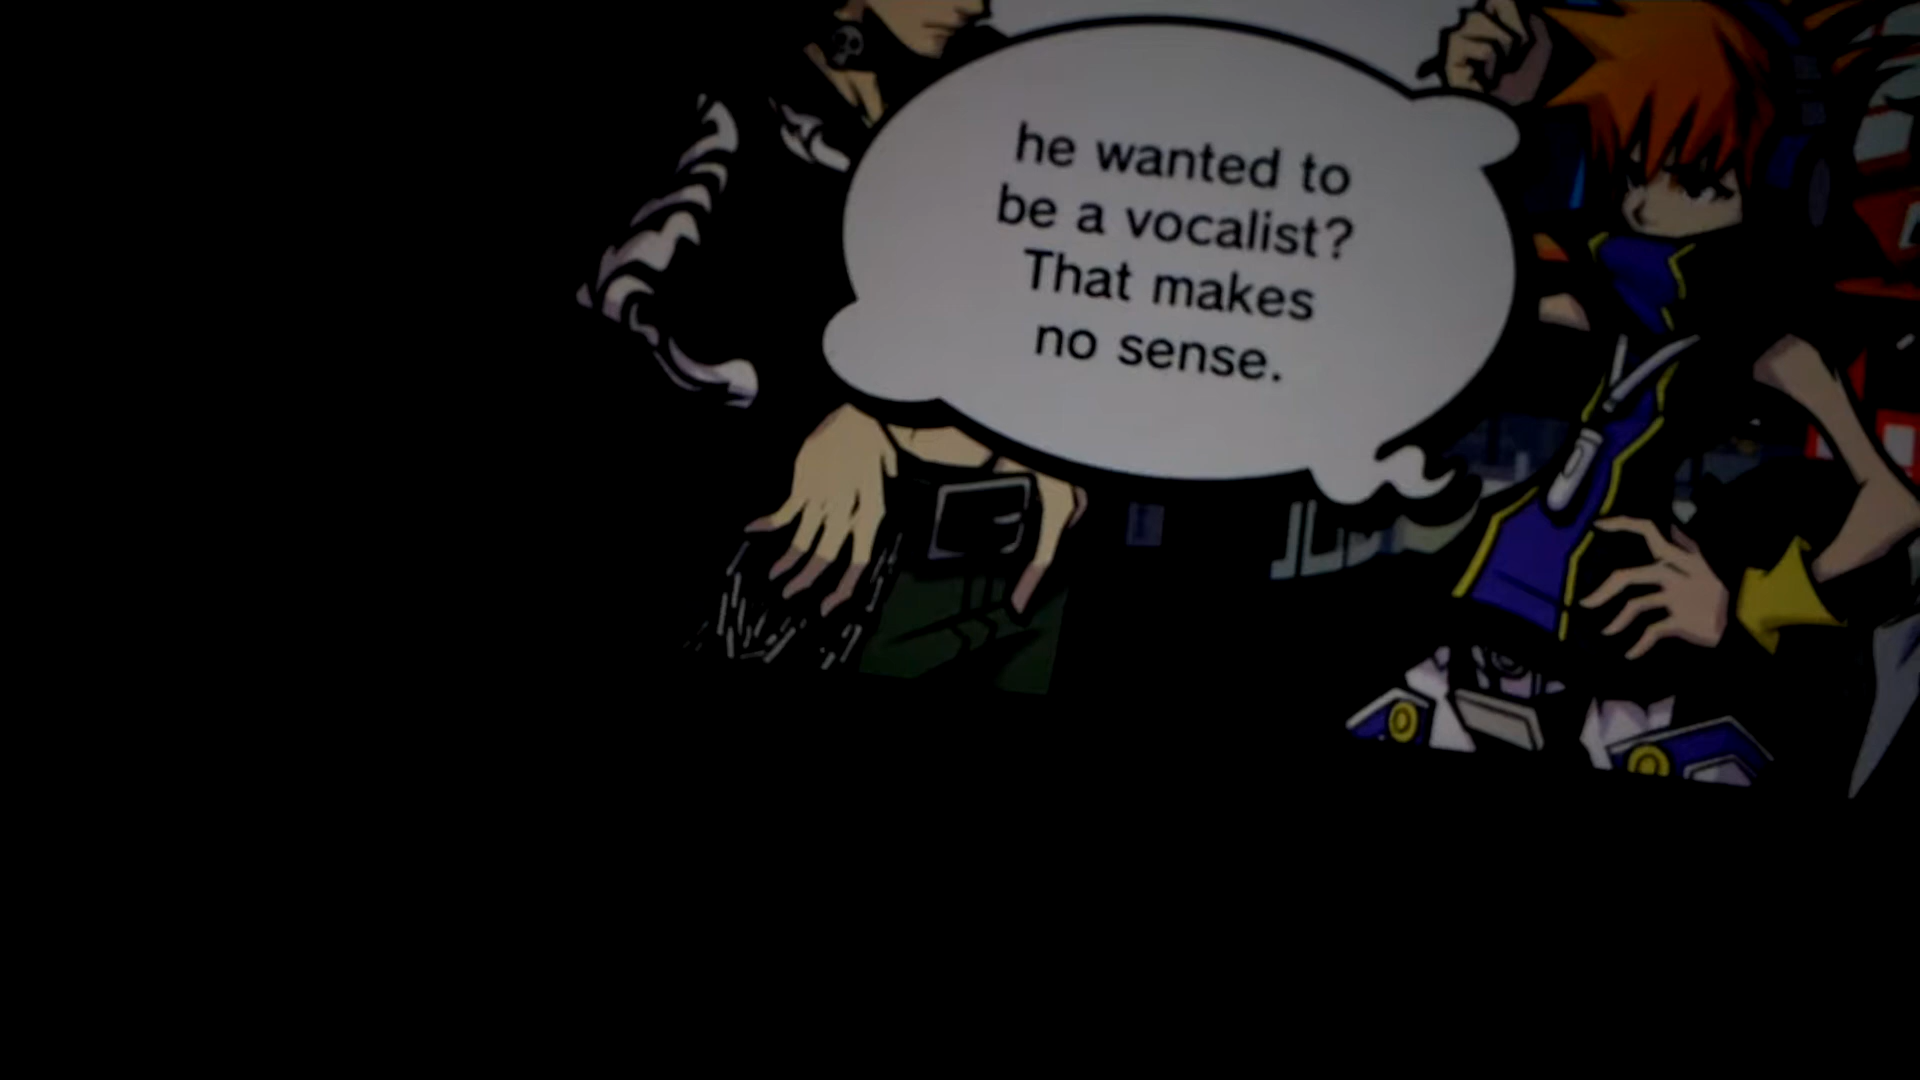 he wanted to
be a vocalist?
That makes
no sense.